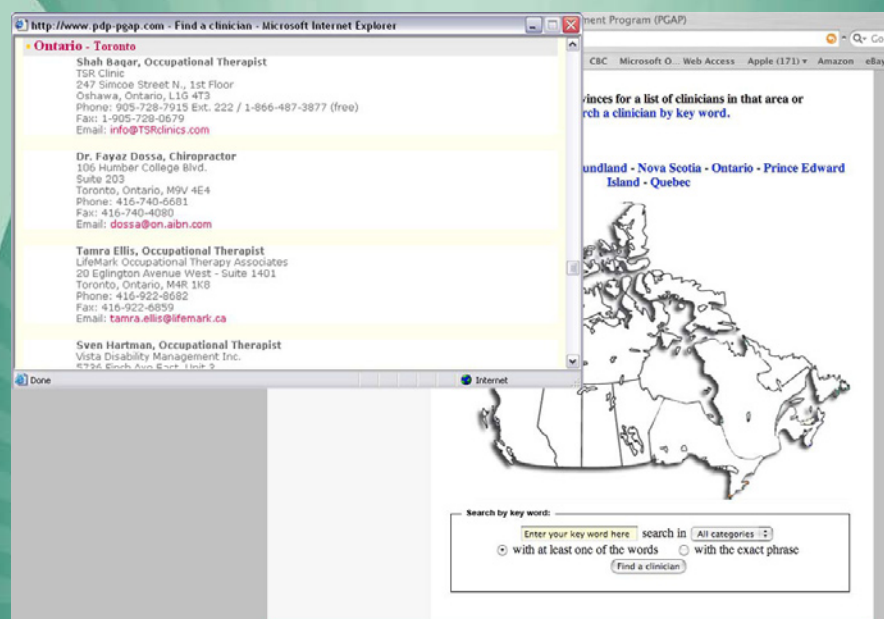 http://www.pdp-pgap.com - Find a clinician - Microsoft Internet Explorer
Ontario - Toronto
Shah Baqar, Occupational Therapist
TSR Clinic
247 Simcoe Street N., 1st Floor
Oshawa, Ontario, L1G 4T3
Phone: 905-728-7915 Ext. 222 / 1-866-487-3877 (free)
Fax: 1-905-728-0679
Email: info@TSRclinics.com
Dr. Fayaz Dossa, Chiropractor
106 Humber College Blvd.
Suite 203
Toronto, Ontario, M9V 4E4
Phone: 416-740-6681
Fax: 416-740-4080
Email: dossa@on.aibn.com
Tamra Ellis, Occupational Therapist
LifeMark Occupational Therapy Associates
20 Eglington Avenue West - Suite 1401
Toronto, Ontario, M4R 1K8
Phone: 416-922-8682
Fax: 416-922-6859
Email: tamra.ellis@lifemark.ca
Sven Hartman, Occupational Therapist
Vista Disability Management Inc.
5736 Finch Ave East, Unit 2
Done
Internet
ment Program (PGAP)
Q- Go
CBC Microsoft O... Web Access Apple (171) Amazon eBay
vinces for a list of clinicians in that area or
rch a clinician by key word.
undland - Nova Scotia - Ontario - Prince Edward
Island - Quebec
Search by key word:
Enter your key word here search in All categories
with at least one of the words with the exact phrase
Find a clinician